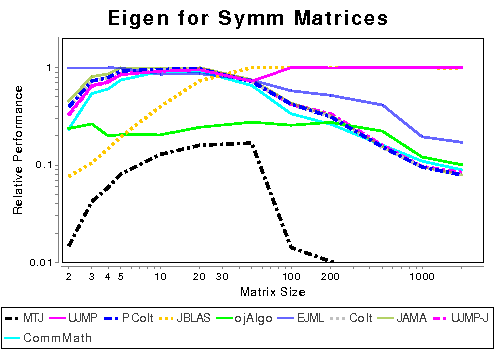 Eigen for Symm Matrices
Relative Performance
1
0.1
0.01
2 3 4 5 10 20 30 100 200 1000
Matrix Size
MTJ UJMP P Colt JBLAS ojAlgo EJML Colt JAMA UJMP-J
CommMath